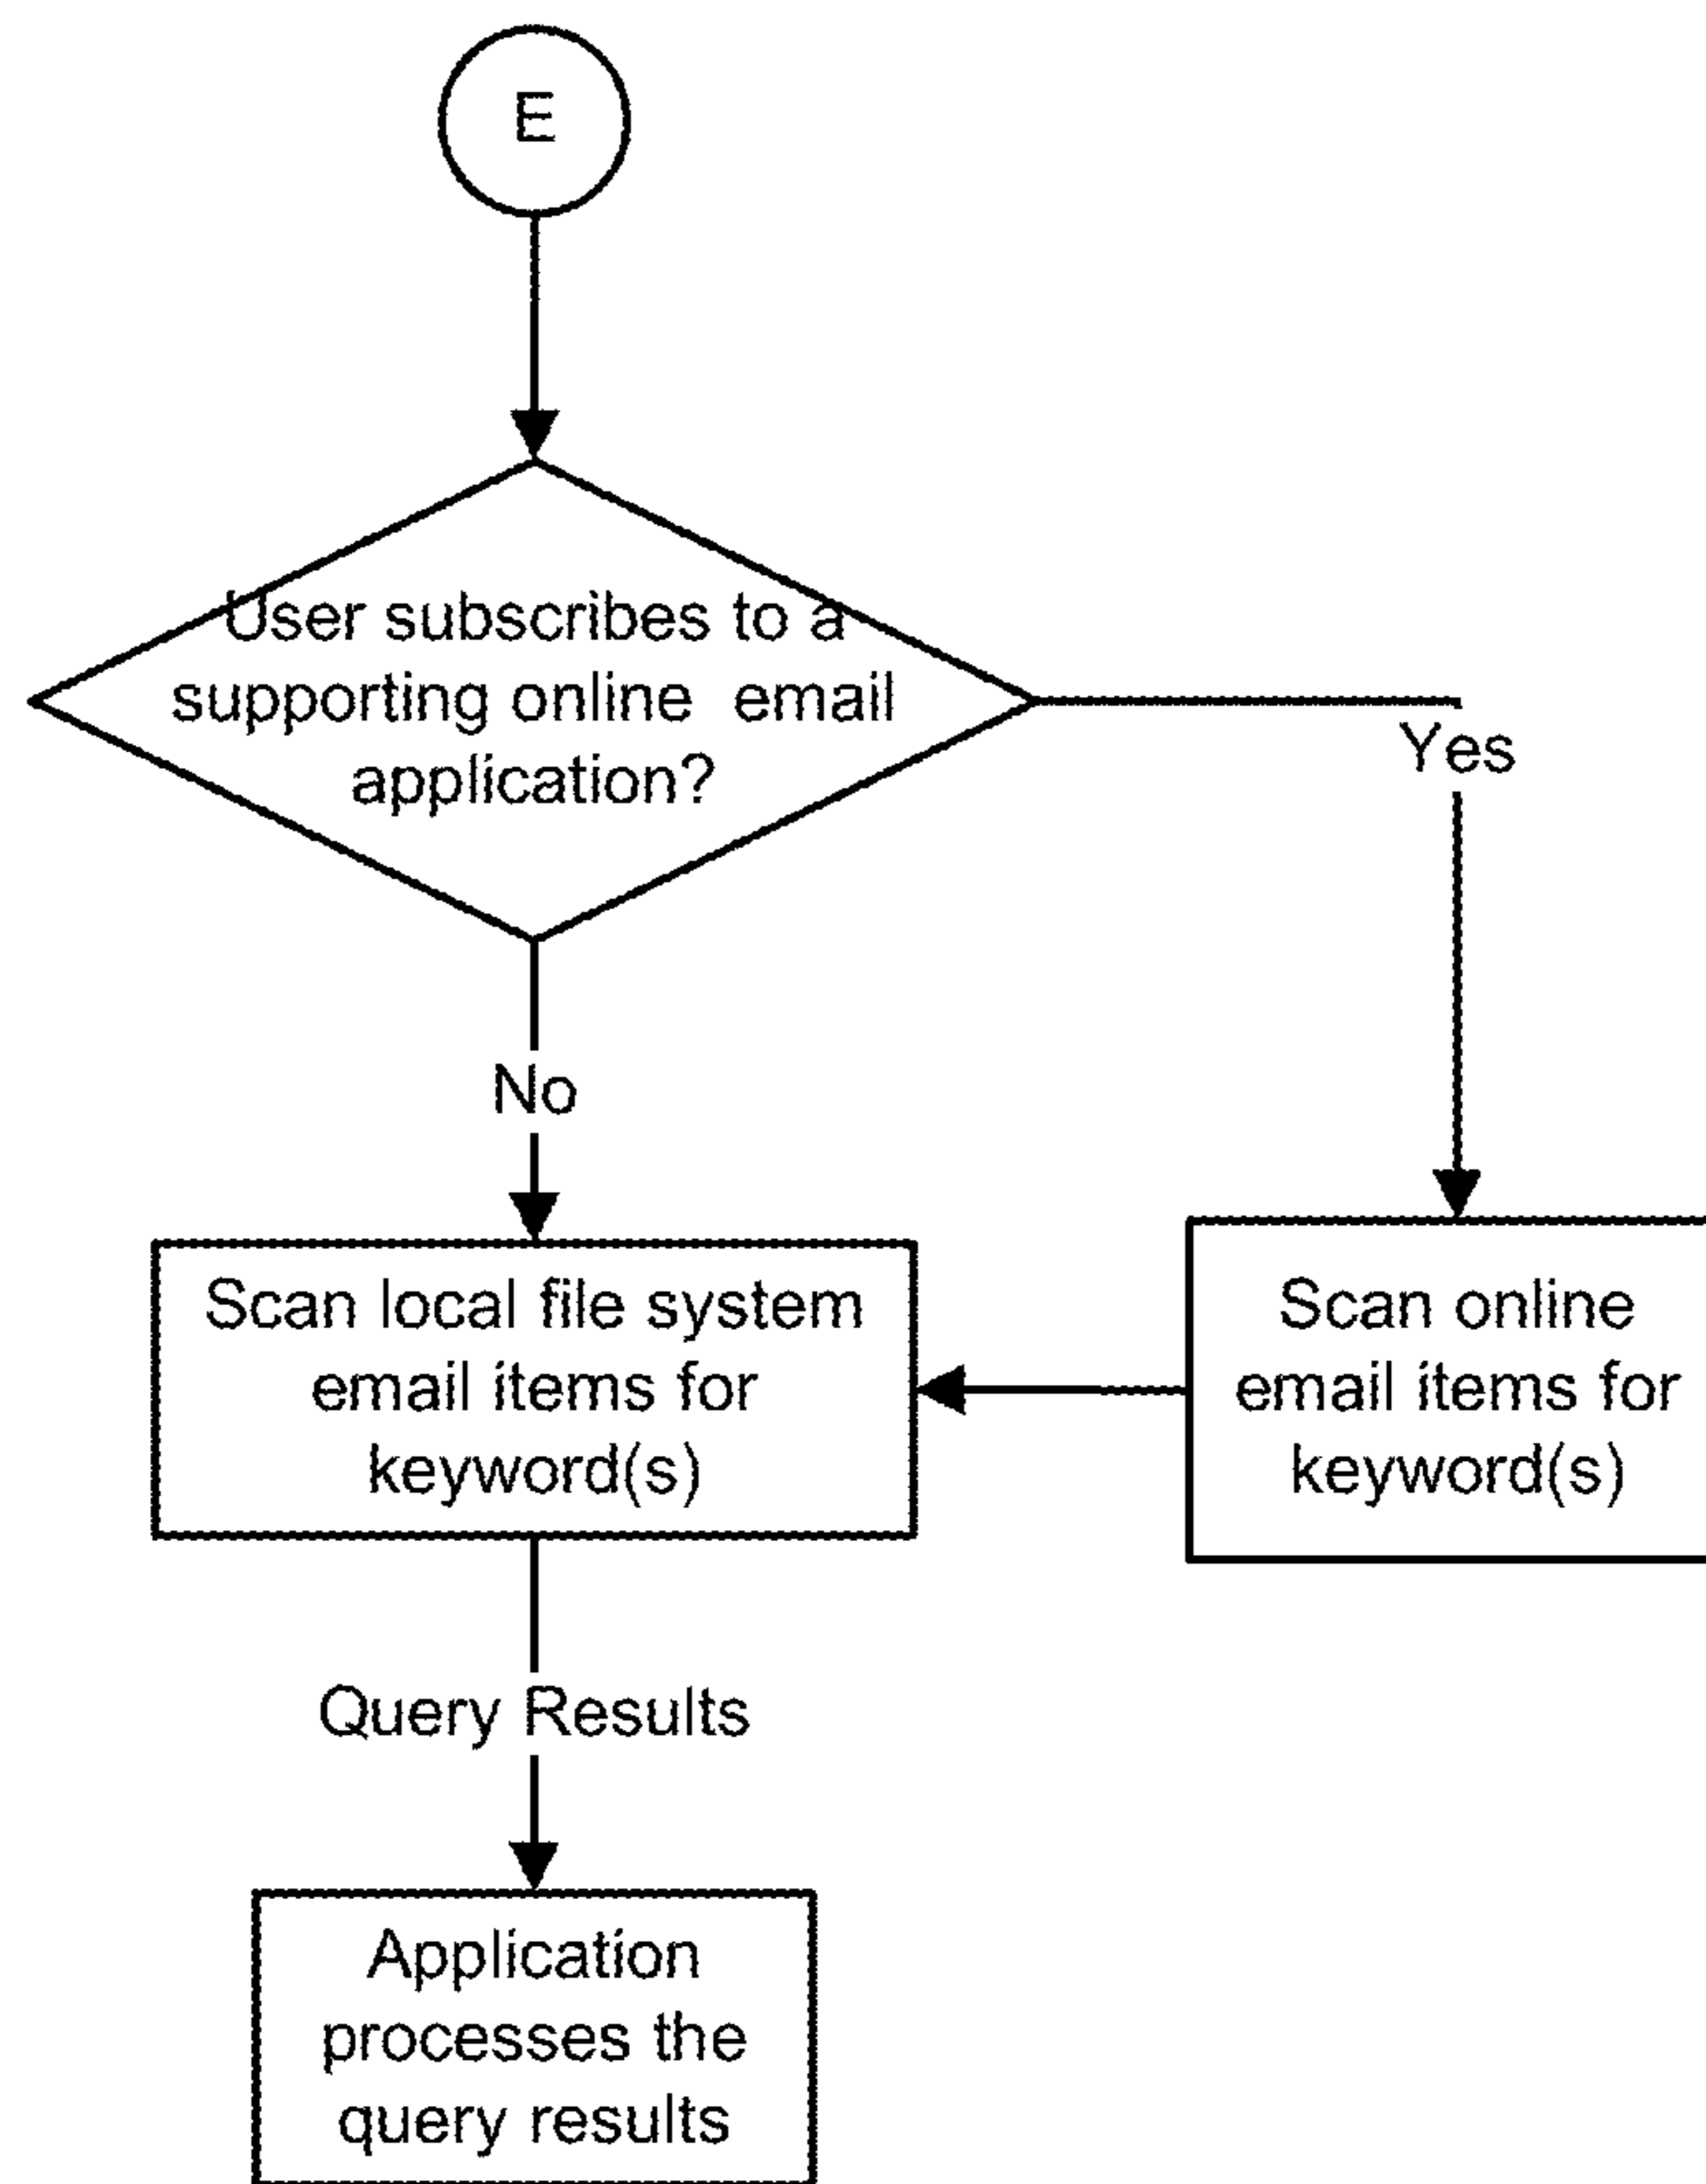 E
User subscribes to a
supporting online email
application?
Yes
No
Scan local file system
email items for
keyword(s)
Scan online
email items for
keyword(s)
Query Results
Application
processes the
query results